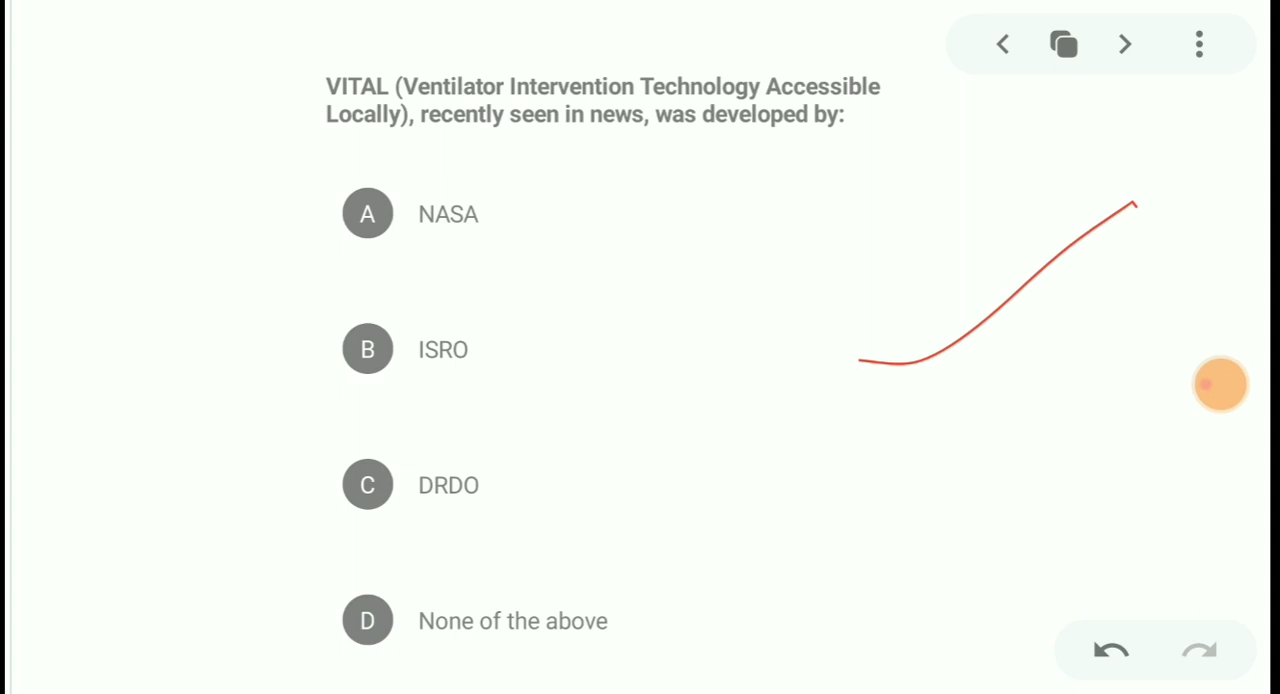 VITAL (Ventilator Intervention Technology Accessible
Locally), recently seen in news, was developed by:
A NASA
B ISRO
C DRDO
D None of the above